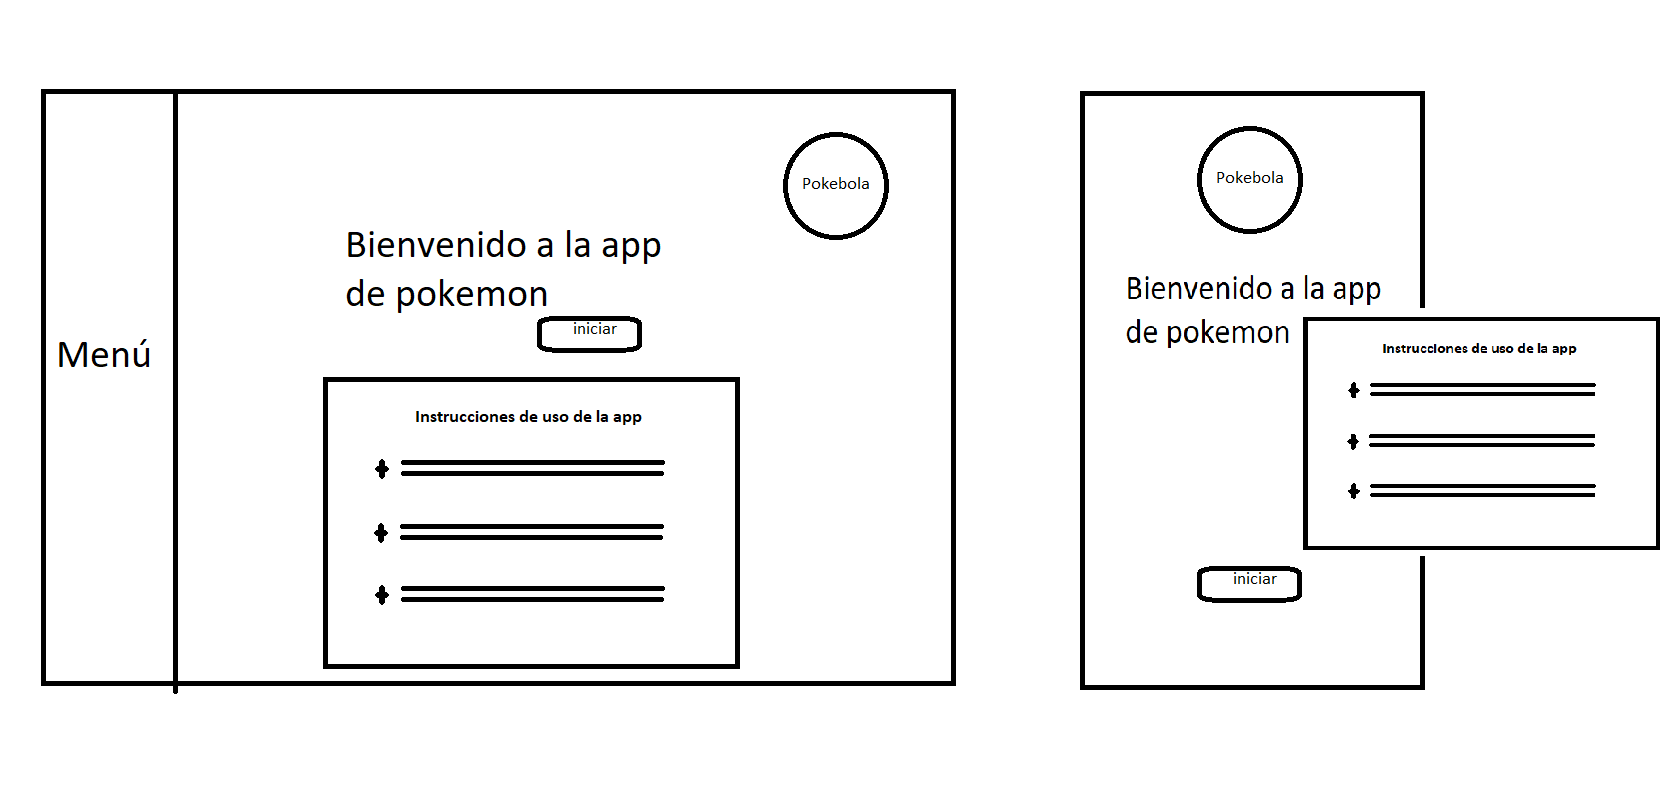 Menú
Pokebola
Bienvenido a la app
de pokemon
iniciar
Instrucciones de uso de la app
Pokebola
Bienvenido a la app
de pokemon
Instrucciones de uso de la app
iniciar